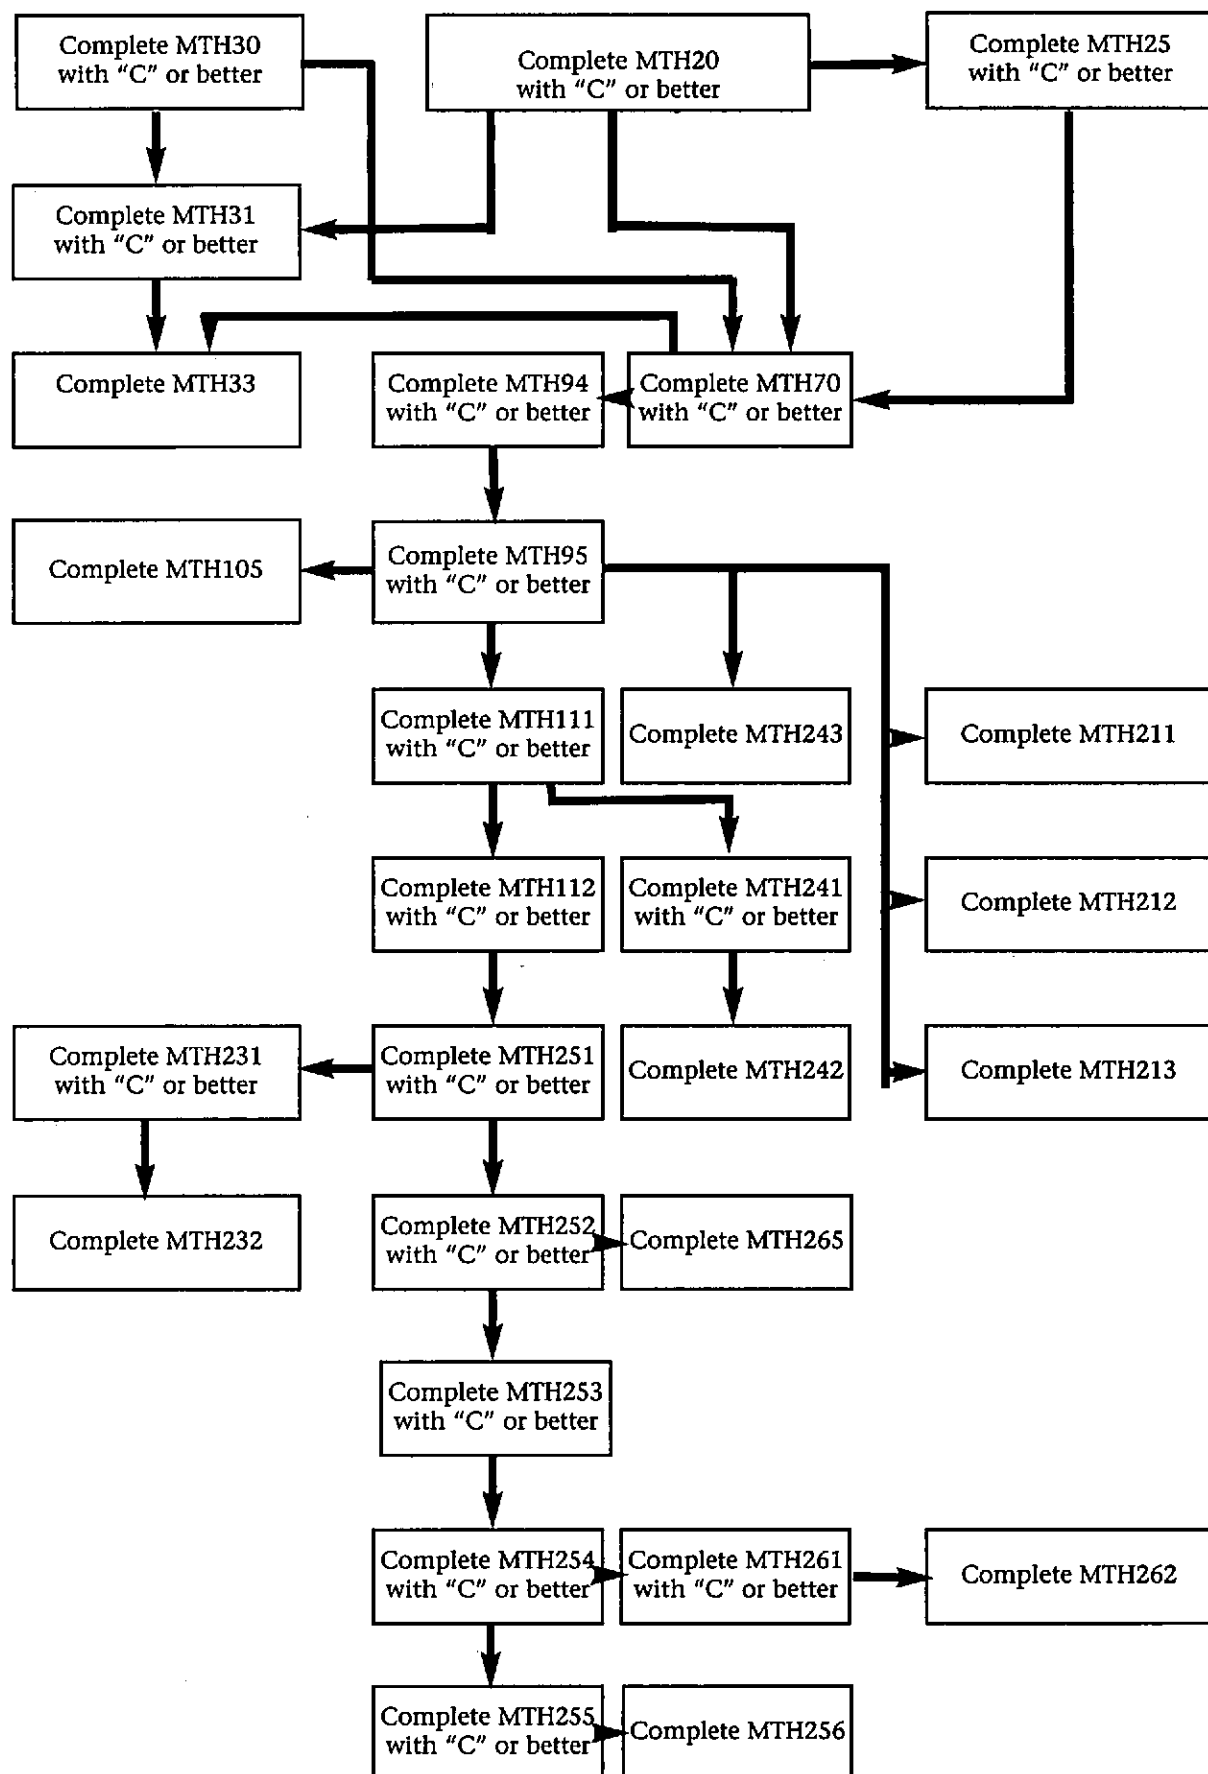 Complete MTH30
with “C” or better
Complete MTH20
with “C” or better
Complete MTH25
with “C” or better
Complete MTH31
with “C” or better
Complete MTH33
Complete MTH94
with “C” or better
Complete MTH70
with “C” or better
Complete MTH105
Complete MTH95
with “C” or better
Complete MTH111
with “C” or better
Complete MTH243
Complete MTH211
Complete MTH112
with “C” or better
Complete MTH241
with “C” or better
Complete MTH212
Complete MTH231
with “C” or better
Complete MTH251
with “C” or better
Complete MTH242
Complete MTH213
Complete MTH232
Complete MTH252
with “C” or better
Complete MTH265
Complete MTH253
with “C” or better
Complete MTH254
with “C” or better
Complete MTH261
with “C” or better
Complete MTH262
Complete MTH255
with “C” or better
Complete MTH256